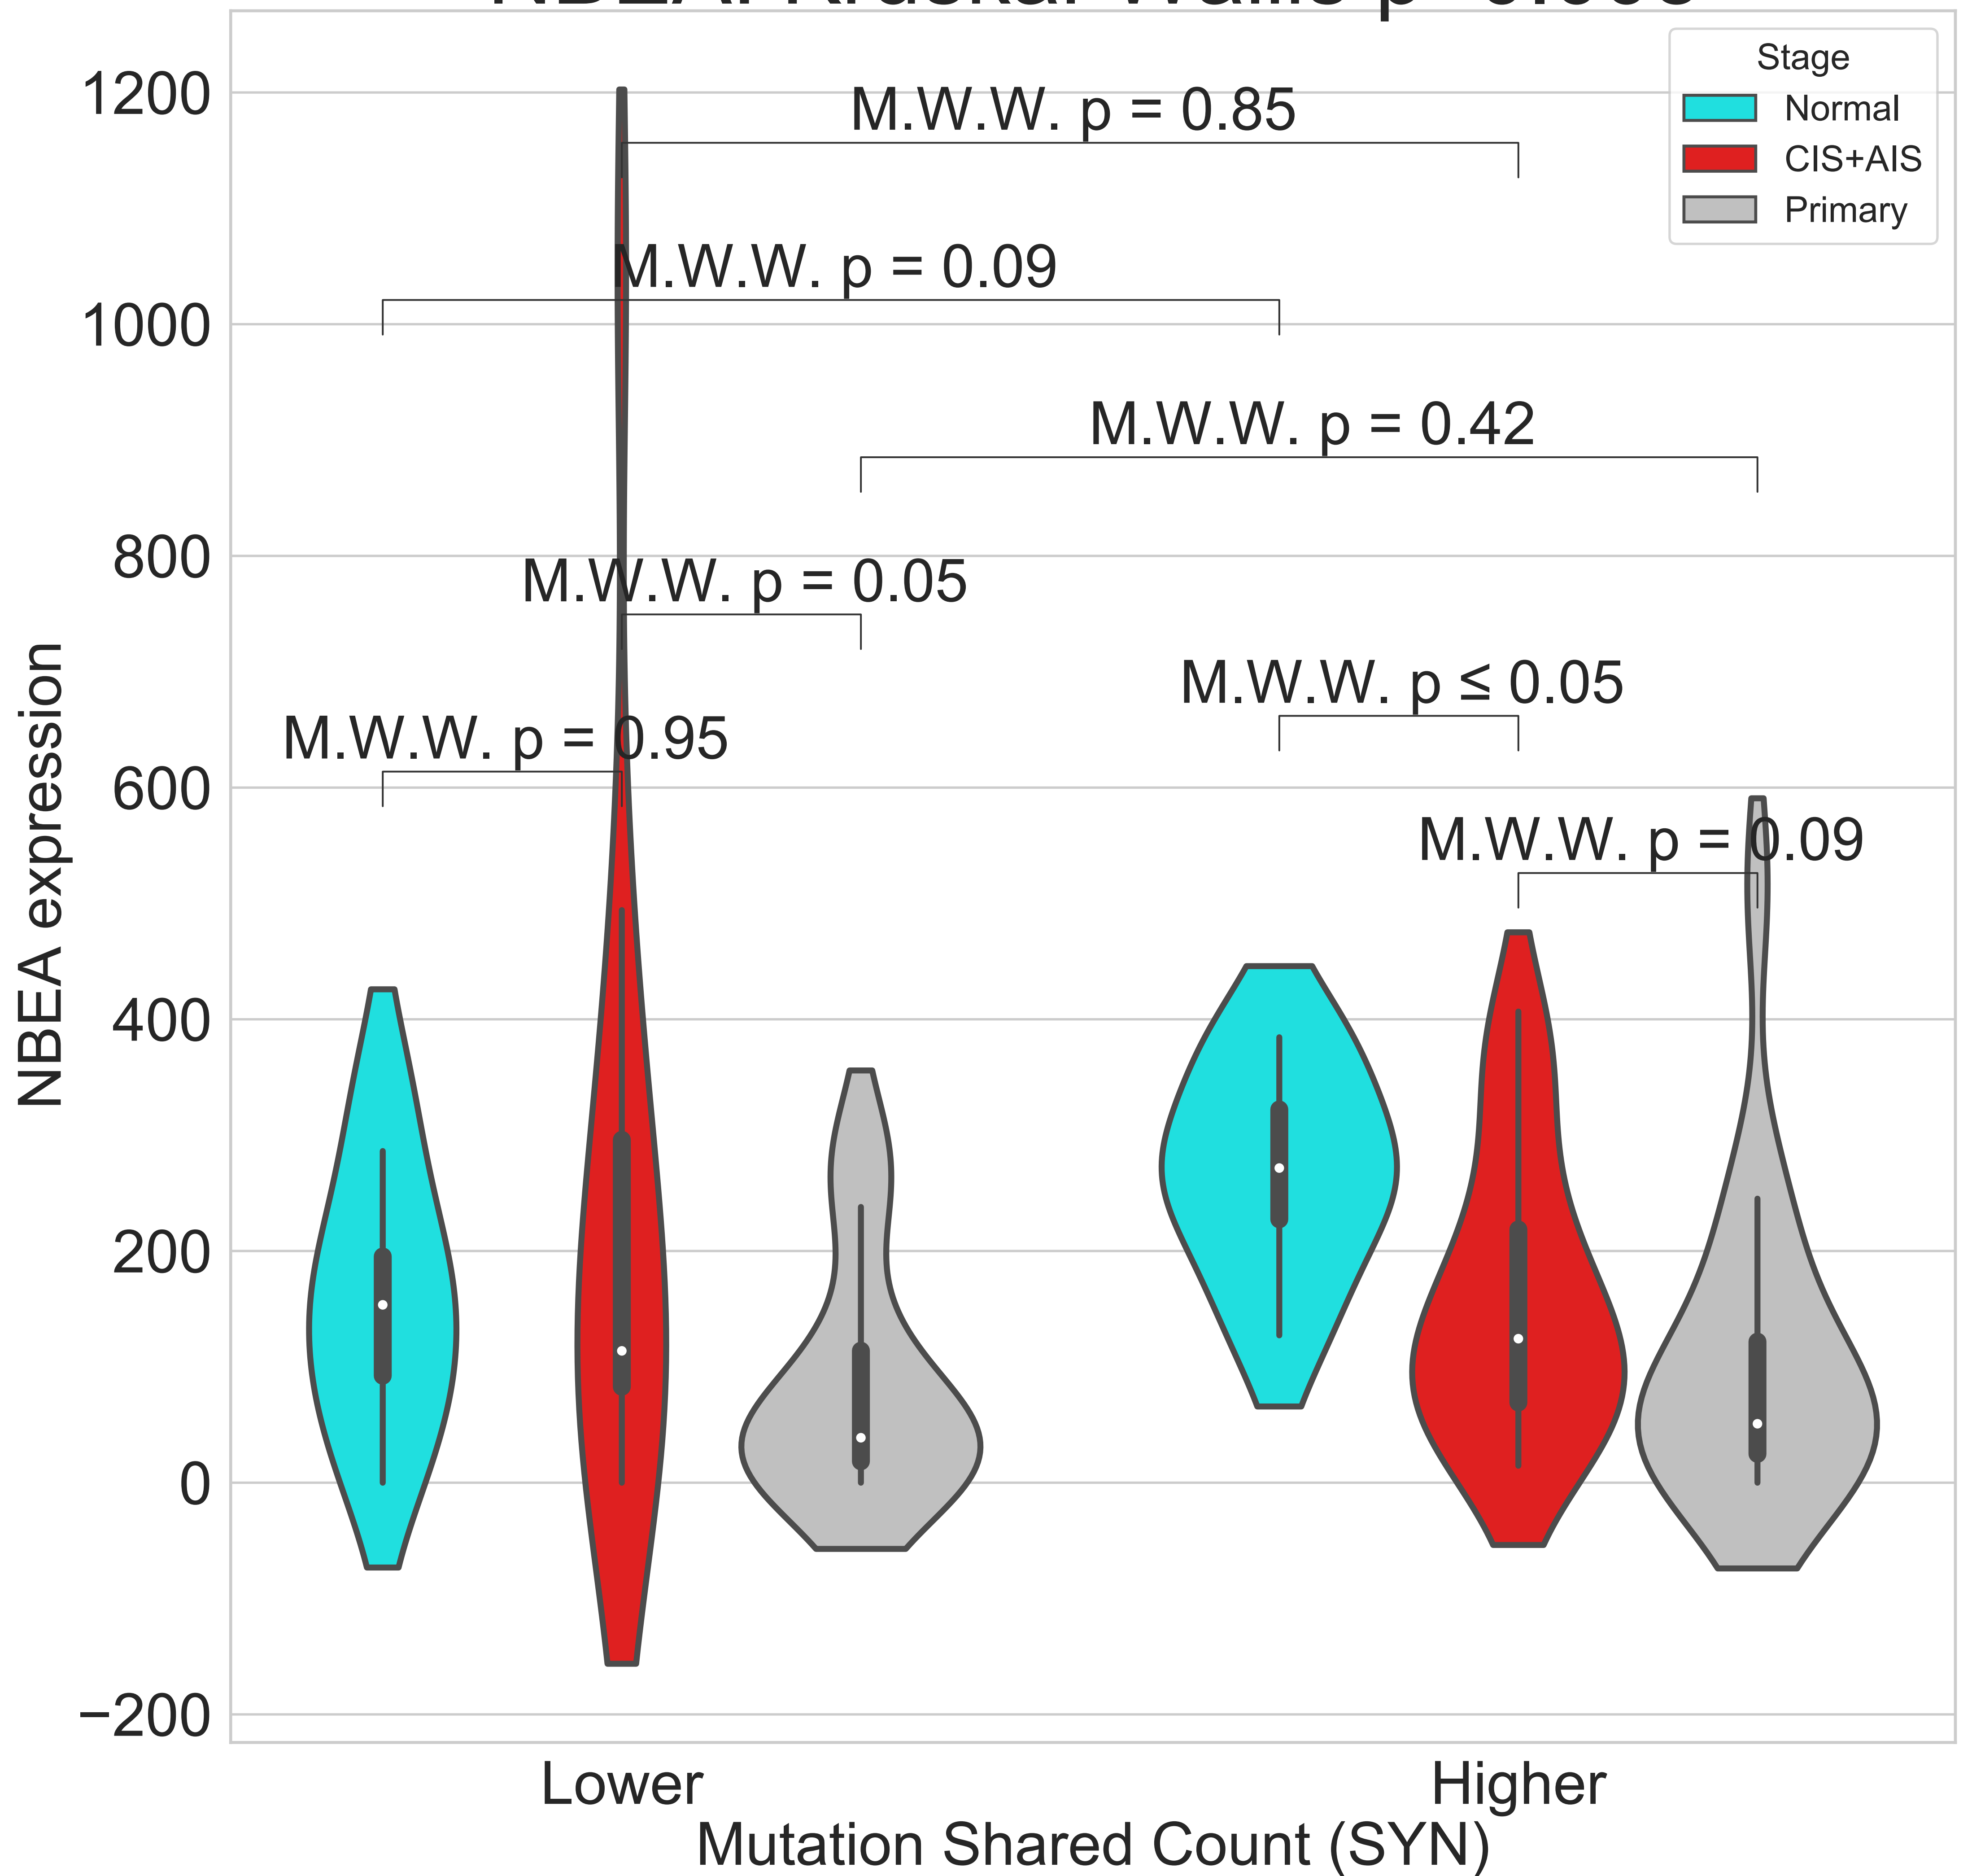 Stage
Normal
CIS+AIS
Primary
1200
1000
800
600
400
200
0
−200
NBEA expression
M.W.W. p = 0.85
M.W.W. p = 0.09
M.W.W. p = 0.42
M.W.W. p = 0.05
M.W.W. p ≤ 0.05
M.W.W. p = 0.95
M.W.W. p = 0.09
Lower
Higher
Mutation Shared Count (SYN)